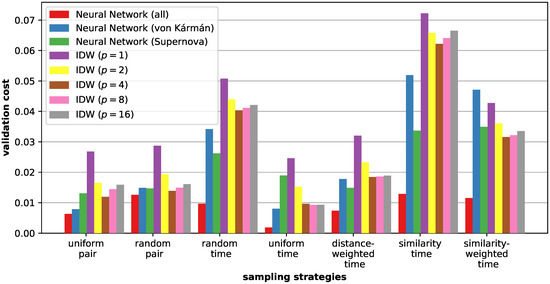 Neural Network (all)
Neural Network (von Kármán)
Neural Network (Supernova)
IDW (p = 1)
IDW (p = 2)
IDW (p = 4)
IDW (p = 8)
IDW (p = 16)
validation cost
0.07
0.06
0.05
0.04
0.03
0.02
0.01
0.00
uniform pair
random pair
random time
uniform time
distance-weighted time
similarity time
similarity-weighted time
sampling strategies